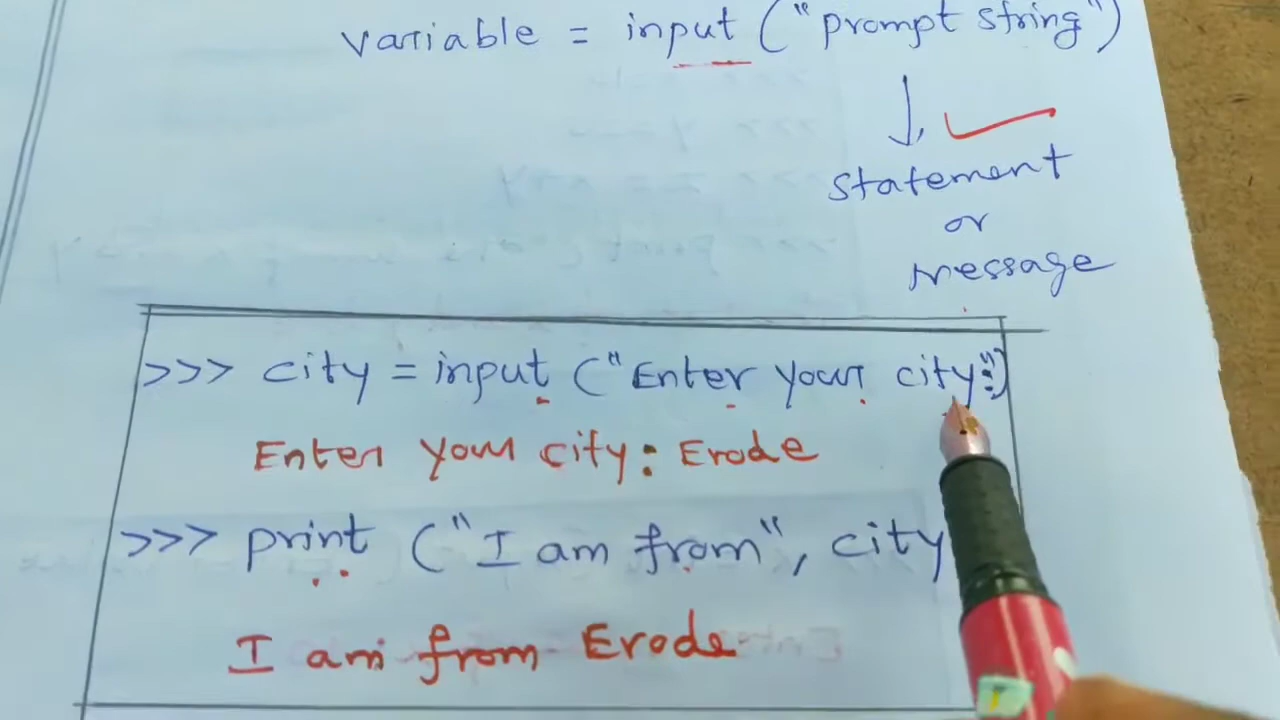 variable = input ("prompt string")
statement
or
message
>>> city = input ("Enter your city:")
Enter your city: Erode
>>> print ("I am from", city
I am from Erode